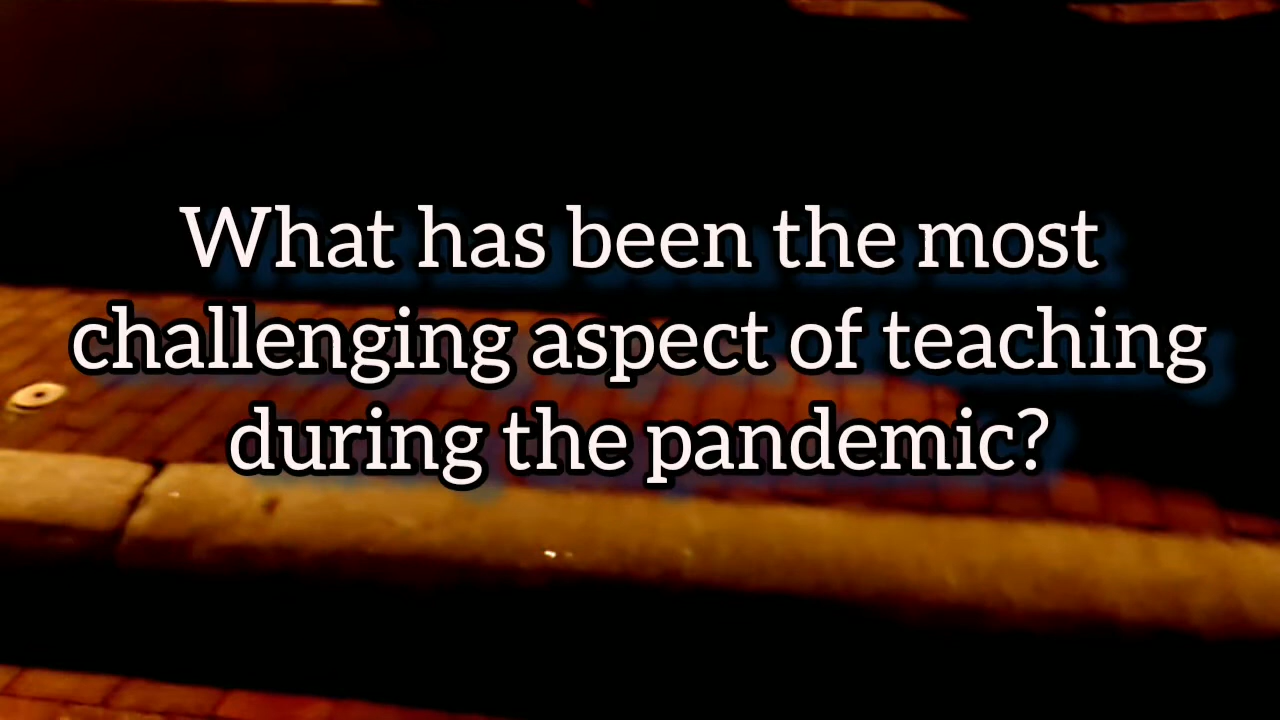 What has been the most
challenging aspect of teaching
during the pandemic?